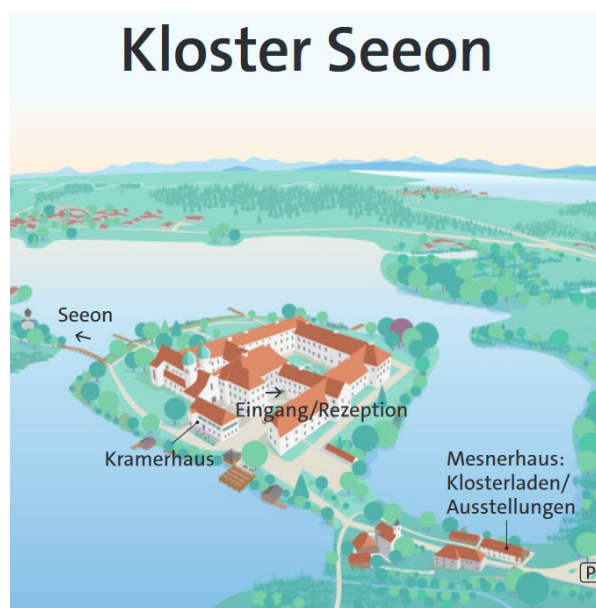 Kloster Seeon
Seeon
Eingang/Rezeption
Kramerhaus
Mesnerhaus:
Klosterladen/
Ausstellungen
P